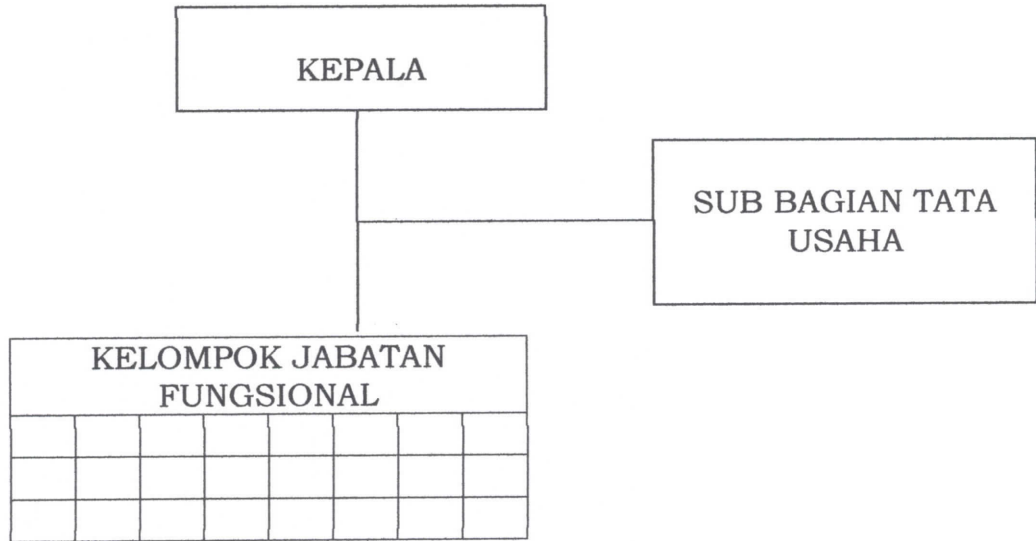 KEPALA
SUB BAGIAN TATA
USAHA
KELOMPOK JABATAN
FUNGSIONAL